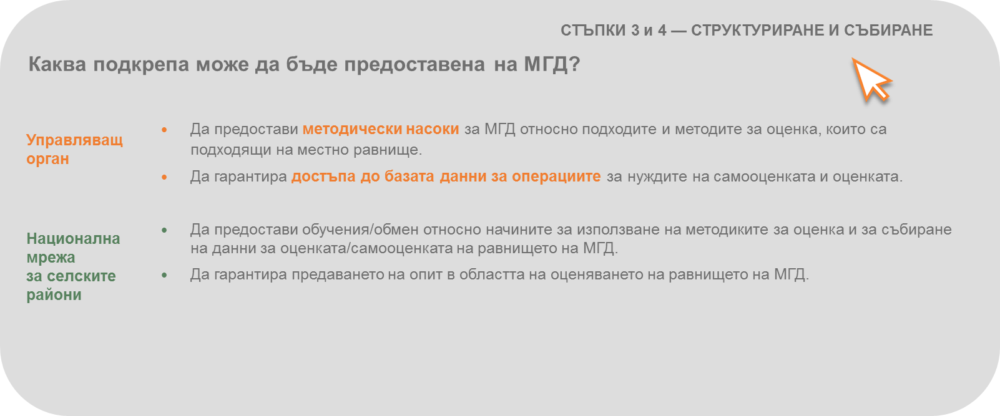 СТЪПКИ 3 и 4 — СТРУКТУРИРАНЕ И СЪБИРАНЕ
Каква подкрепа може да бъде предоставена на МГД?
Управляващ
орган
• Да предостави методически насоки за МГД относно подходите и методите за оценка, които са
подходящи на местно равнище.
• Да гарантира достъпа до базата данни за операциите за нуждите на самооценката и оценката.
Национална
мрежа
за селските
райони
• Да предостави обучения/обмен относно начините за използване на методиките за оценка и за събиране
на данни за оценката/самооценката на равнището на МГД.
• Да гарантира предаването на опит в областта на оценяването на равнището на МГД.